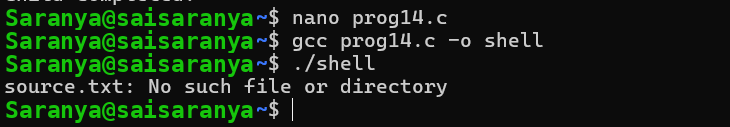 Saranya@saisaranya~$ nano prog14.c
Saranya@saisaranya~$ gcc prog14.c -o shell
Saranya@saisaranya~$ ./shell
source.txt: No such file or directory
Saranya@saisaranya~$